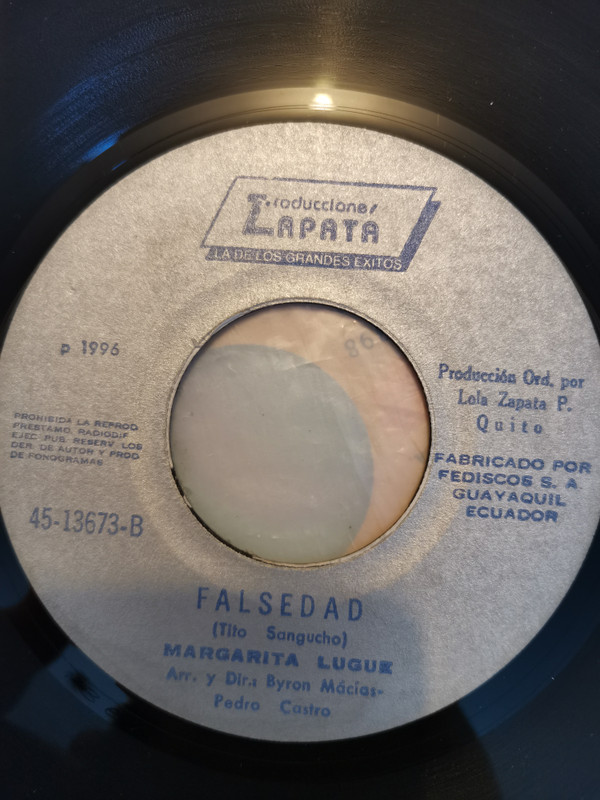 Producciones
ZAPATA
LA DE LOS GRANDES EXITOS
p 1996
98
Producción Ord. por
Lola Zapata P.
Quito
PROHIBIDA LA REPROD
PRESTAMO, RADIODIF
EJEC. PUB. RESERV. LOS
DER. DE AUTOR Y PROD
DE FONOGRAMAS
FABRICADO POR
FEDISCOS S. A.
GUAYAQUIL
ECUADOR
45-13673-B
FALSEDAD
(Tito Sangucho)
MARGARITA LUGUE
Arr. y Dir.: Byron Mácias-
Pedro Castro